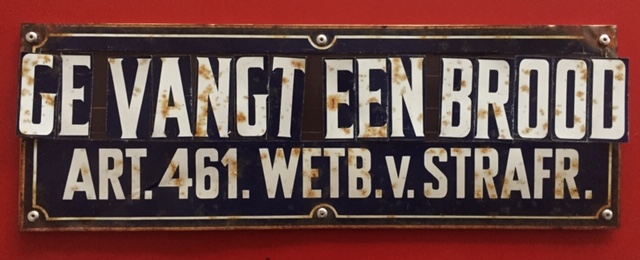 GE VANGT EEN BROOD
ART. 461. WETB. V. STRAFR.